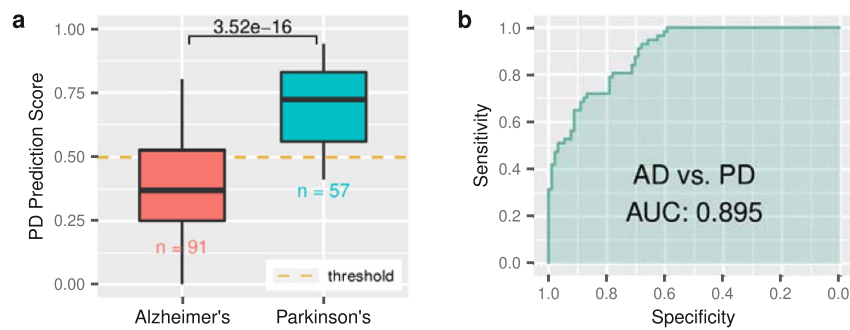 a
3.52e−16
1.00
0.75
0.50
0.25
0.00
PD Prediction Score
n = 57
n = 91
threshold
Alzheimer's
Parkinson's
b
1.0
0.8
0.6
0.4
0.2
0.0
Sensitivity
AD vs. PD
AUC: 0.895
1.0 0.8 0.6 0.4 0.2 0.0
Specificity